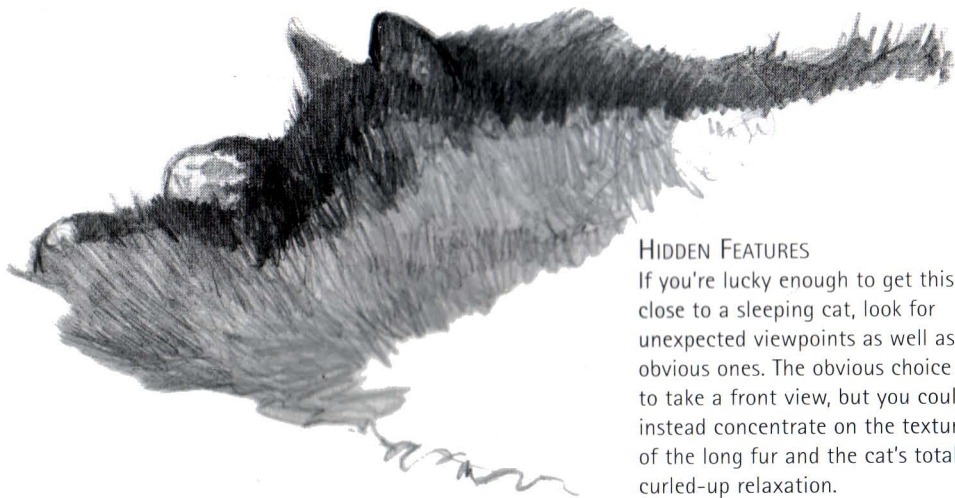 HIDDEN FEATURES
If you're lucky enough to get this
close to a sleeping cat, look for
unexpected viewpoints as well as
obvious ones. The obvious choice
to take a front view, but you coul
instead concentrate on the textur
of the long fur and the cat's total
curled-up relaxation.